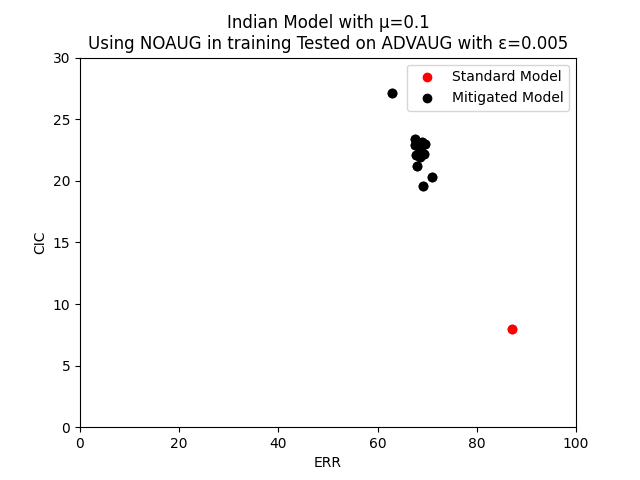 Indian Model with μ=0.1
Using NOAUG in training Tested on ADVAUG with ε=0.005
30
25
20
15
10
5
0
CIC
Standard Model
Mitigated Model
0 20 40 60 80 100
ERR